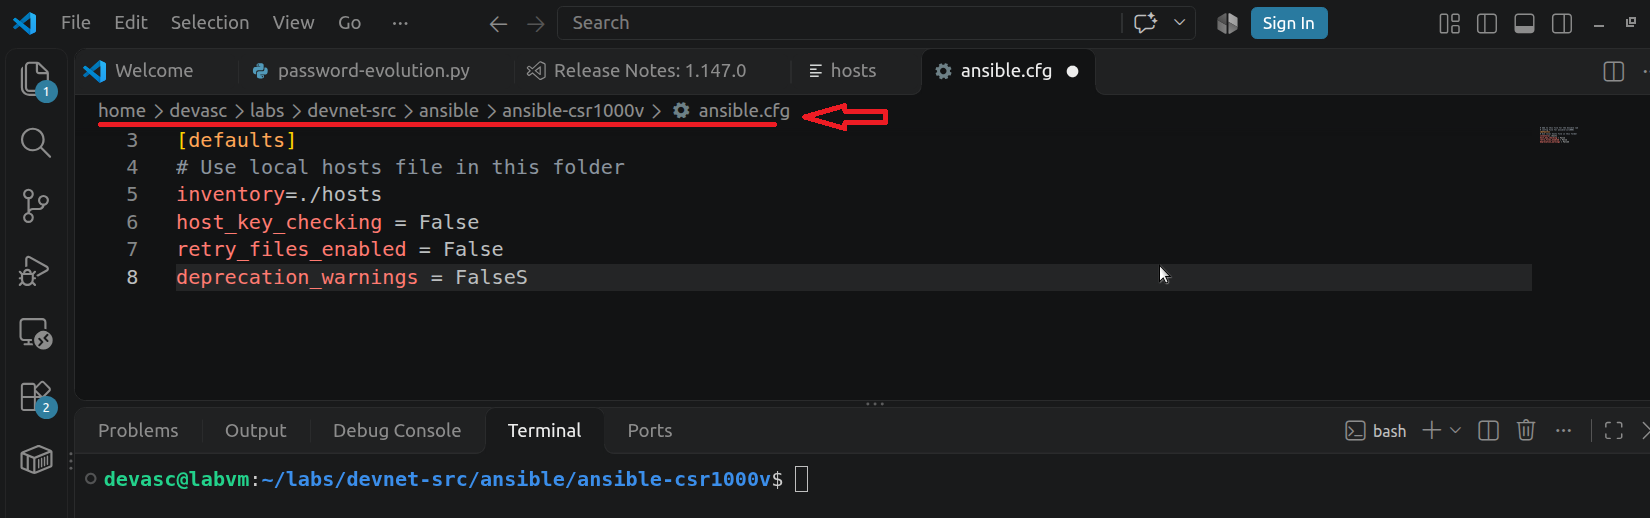 File Edit Selection View Go ··· Search Sign In
Welcome password-evolution.py Release Notes: 1.147.0 hosts ansible.cfg
home > devasc > labs > devnet-src > ansible > ansible-csr1000v > ansible.cfg
3 [defaults]
4 # Use local hosts file in this folder
5 inventory=./hosts
6 host_key_checking = False
7 retry_files_enabled = False
8 deprecation_warnings = FalseS
1
2
Problems Output Debug Console Terminal Ports bash
devasc@labvm:~/labs/devnet-src/ansible/ansible-csr1000v$